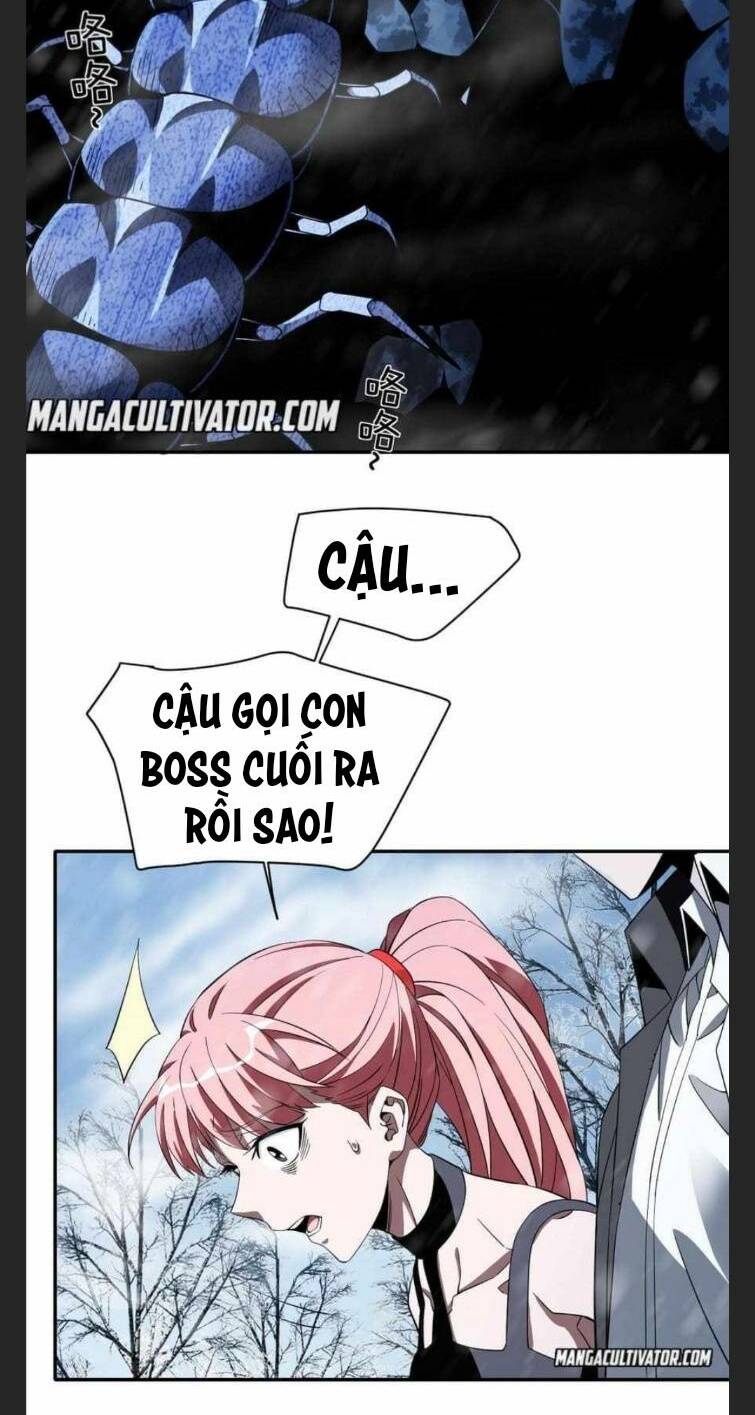 咯
咯~
咯
咯~
MANGACULTIVATOR.COM
CẬU...
CẬU GỌI CON
BOSS CUỐI RA
RỒI SAO!
MANGACULTIVATOR.COM